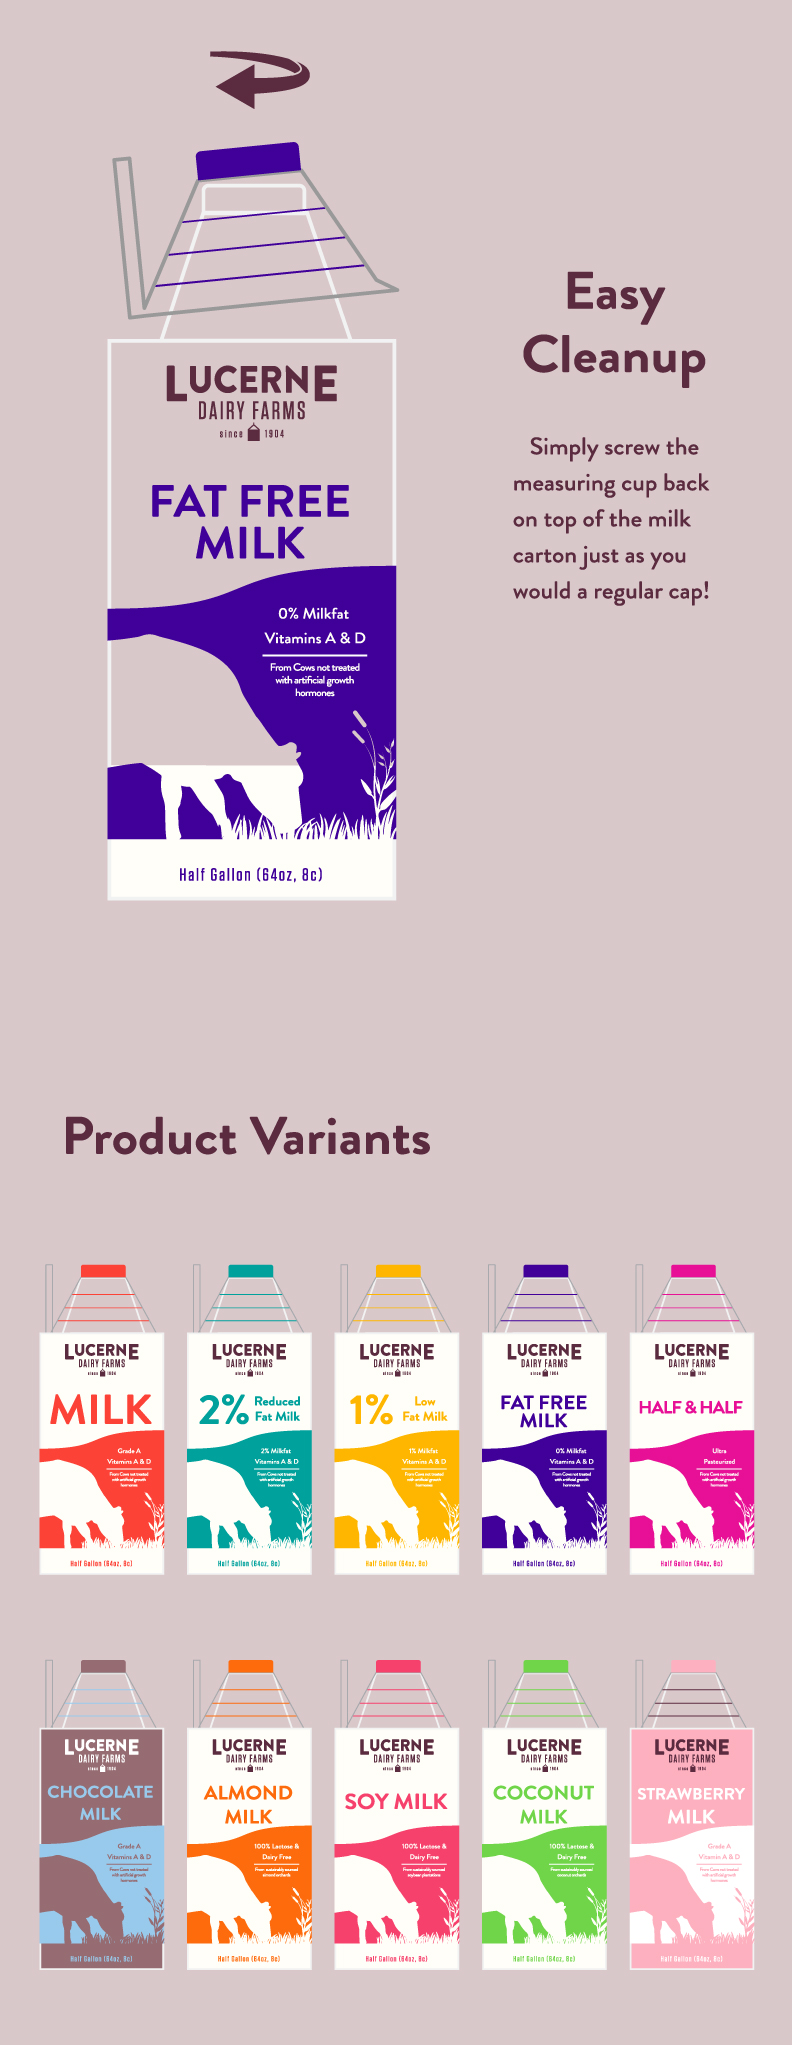 LUCERNE
DAIRY FARMS
since 1904
FAT FREE
MILK
0% Milkfat
Vitamins A & D
From Cows not treated
with artificial growth
hormones
Half Gallon (64oz, 8c)
Easy
Cleanup
Simply screw the
measuring cup back
on top of the milk
carton just as you
would a regular cap!
Product Variants
LUCERNE
DAIRY FARMS
since 1904
MILK
Grade A
Vitamins A & D
From Cows not treated
with artificial growth
hormones
Half Gallon (64oz, 8c)
LUCERNE
DAIRY FARMS
since 1904
2% Reduced
Fat Milk
2% Milkfat
Vitamins A & D
From Cows not treated
with artificial growth
hormones
Half Gallon (64oz, 8c)
LUCERNE
DAIRY FARMS
since 1904
1% Low
Fat Milk
1% Milkfat
Vitamins A & D
From Cows not treated
with artificial growth
hormones
Half Gallon (64oz, 8c)
LUCERNE
DAIRY FARMS
since 1904
FAT FREE
MILK
0% Milkfat
Vitamins A & D
From Cows not treated
with artificial growth
hormones
Half Gallon (64oz, 8c)
LUCERNE
DAIRY FARMS
since 1904
HALF & HALF
Ultra
Pasteurized
From Cows not treated
with artificial growth
hormones
Half Gallon (64oz, 8c)
LUCERNE
DAIRY FARMS
since 1904
CHOCOLATE
MILK
Grade A
Vitamins A & D
From Cows not treated
with artificial growth
hormones
Half Gallon (64oz, 8c)
LUCERNE
DAIRY FARMS
since 1904
ALMOND
MILK
100% Lactose &
Dairy Free
From sustainably sourced
almond orchards
Half Gallon (64oz, 8c)
LUCERNE
DAIRY FARMS
since 1904
SOY MILK
100% Lactose &
Dairy Free
From sustainably sourced
soybean plantations
Half Gallon (64oz, 8c)
LUCERNE
DAIRY FARMS
since 1904
COCONUT
MILK
100% Lactose &
Dairy Free
From sustainably sourced
coconut orchards
Half Gallon (64oz, 8c)
LUCERNE
DAIRY FARMS
since 1904
STRAWBERRY
MILK
Grade A
Vitamins A & D
From Cows not treated
with artificial growth
hormones
Half Gallon (64oz, 8c)